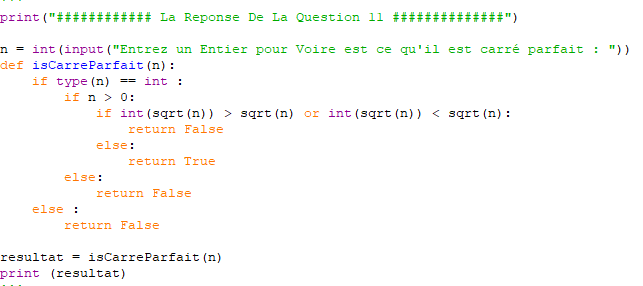 '''
print("############ La Reponse De La Question 11 ##############")
n = int(input("Entrez un Entier pour Voire est ce qu'il est carré parfait : "))
def isCarreParfait(n):
    if type(n) == int :
        if n > 0:
            if int(sqrt(n)) > sqrt(n) or int(sqrt(n)) < sqrt(n):
                return False
            else:
                return True
        else:
            return False
    else :
        return False
resultat = isCarreParfait(n)
print (resultat)
'''